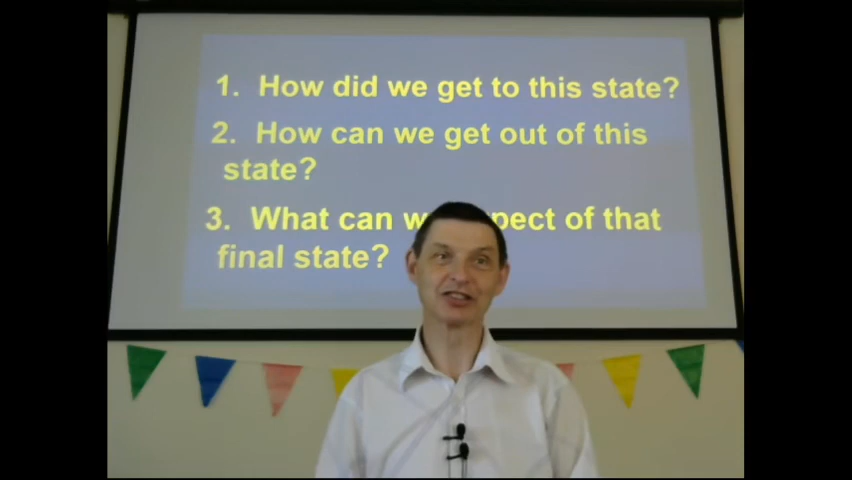 1. How did we get to this state?
2. How can we get out of this
state?
3. What can of that
final state?